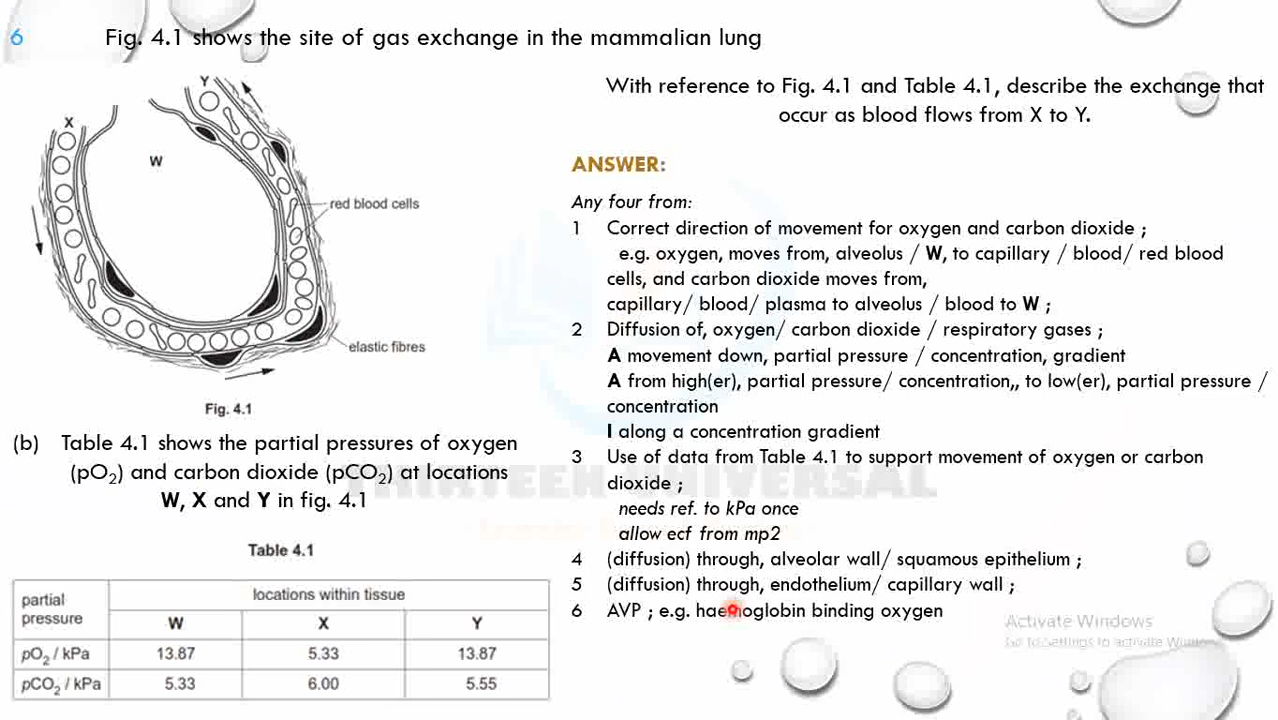 6 Fig. 4.1 shows the site of gas exchange in the mammalian lung
X
Y
W
red blood cells
elastic fibres
Fig. 4.1
(b) Table 4.1 shows the partial pressures of oxygen
(pO₂) and carbon dioxide (pCO₂) at locations
W, X and Y in fig. 4.1
Table 4.1
partial pressure locations within tissue
W X Y
pO₂ / kPa 13.87 5.33 13.87
pCO₂ / kPa 5.33 6.00 5.55
With reference to Fig. 4.1 and Table 4.1, describe the exchange that
occur as blood flows from X to Y.
ANSWER:
Any four from:
1 Correct direction of movement for oxygen and carbon dioxide ;
e.g. oxygen, moves from, alveolus / W, to capillary / blood/ red blood
cells, and carbon dioxide moves from,
capillary/ blood/ plasma to alveolus / blood to W ;
2 Diffusion of, oxygen/ carbon dioxide / respiratory gases ;
A movement down, partial pressure / concentration, gradient
A from high(er), partial pressure/ concentration,, to low(er), partial pressure /
concentration
I along a concentration gradient
3 Use of data from Table 4.1 to support movement of oxygen or carbon
dioxide ;
needs ref. to kPa once
allow ecf from mp2
4 (diffusion) through, alveolar wall/ squamous epithelium ;
5 (diffusion) through, endothelium/ capillary wall ;
6 AVP ; e.g. haemoglobin binding oxygen
THIRTEEN UNIVERSAL
Activate Windows
Go to Settings to activate Windows